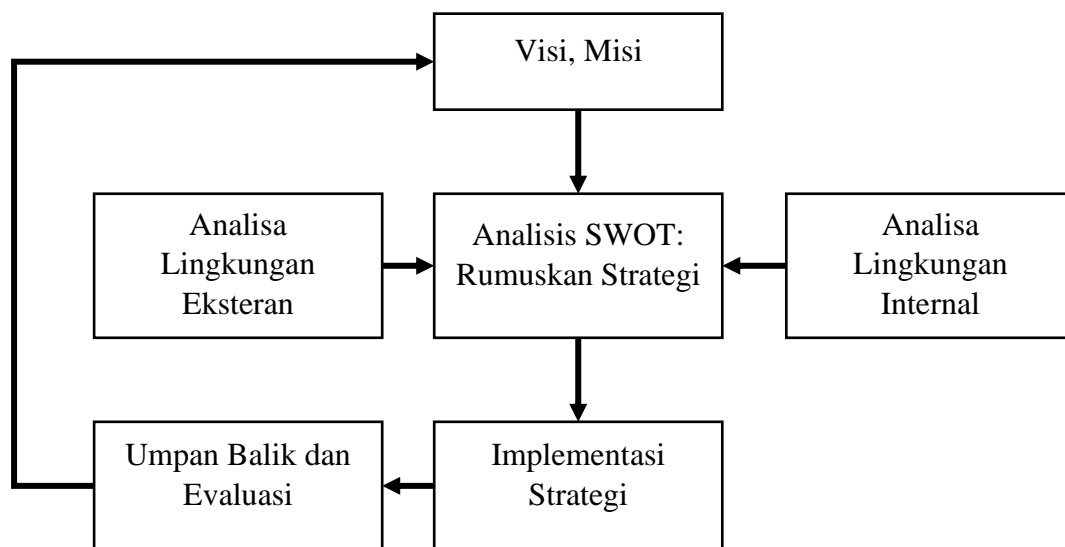 Visi, Misi
Analisa
Lingkungan
Eksteran
Analisis SWOT:
Rumuskan Strategi
Analisa
Lingkungan
Internal
Umpan Balik dan
Evaluasi
Implementasi
Strategi